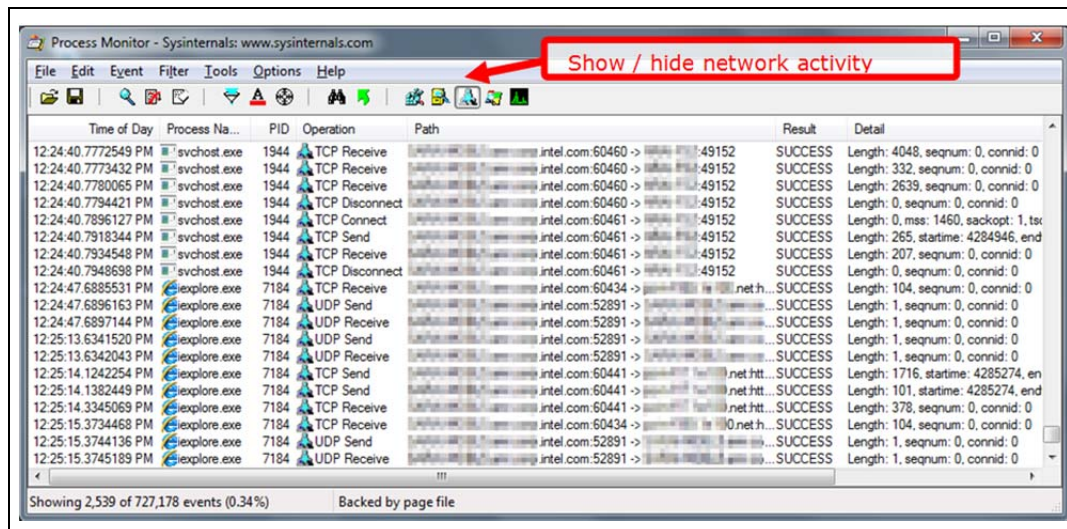 Process Monitor - Sysinternals: www.sysinternals.com
Show / hide network activity
File Edit Event Filter Tools Options Help
Time of Day Process Na... PID Operation Path Result Detail
12:24:40.7772549 PM svchost.exe 1944 TCP Receive .intel.com:60460 -> :49152 SUCCESS Length: 4048, seqnum: 0, connid: 0
12:24:40.7773432 PM svchost.exe 1944 TCP Receive .intel.com:60460 -> :49152 SUCCESS Length: 332, seqnum: 0, connid: 0
12:24:40.7780065 PM svchost.exe 1944 TCP Receive .intel.com:60460 -> :49152 SUCCESS Length: 2639, seqnum: 0, connid: 0
12:24:40.7794421 PM svchost.exe 1944 TCP Disconnect .intel.com:60460 -> :49152 SUCCESS Length: 0, seqnum: 0, connid: 0
12:24:40.7896127 PM svchost.exe 1944 TCP Connect .intel.com:60461 -> :49152 SUCCESS Length: 0, mss: 1460, sackopt: 1, tsc
12:24:40.7918344 PM svchost.exe 1944 TCP Send .intel.com:60461 -> :49152 SUCCESS Length: 265, startime: 4284946, end
12:24:40.7934548 PM svchost.exe 1944 TCP Receive .intel.com:60461 -> :49152 SUCCESS Length: 207, seqnum: 0, connid: 0
12:24:40.7948698 PM svchost.exe 1944 TCP Disconnect .intel.com:60461 -> :49152 SUCCESS Length: 0, seqnum: 0, connid: 0
12:24:47.6885531 PM iexplore.exe 7184 TCP Receive .intel.com:60434 -> .net:h... SUCCESS Length: 104, seqnum: 0, connid: 0
12:24:47.6896163 PM iexplore.exe 7184 UDP Send .intel.com:52891 -> ... SUCCESS Length: 1, seqnum: 0, connid: 0
12:24:47.6897144 PM iexplore.exe 7184 UDP Receive .intel.com:52891 -> ... SUCCESS Length: 1, seqnum: 0, connid: 0
12:25:13.6341520 PM iexplore.exe 7184 UDP Send .intel.com:52891 -> ... SUCCESS Length: 1, seqnum: 0, connid: 0
12:25:13.6342043 PM iexplore.exe 7184 UDP Receive .intel.com:52891 -> ... SUCCESS Length: 1, seqnum: 0, connid: 0
12:25:14.1242254 PM iexplore.exe 7184 TCP Send .intel.com:60441 -> .net:htt... SUCCESS Length: 1716, startime: 4285274, en
12:25:14.1382449 PM iexplore.exe 7184 TCP Send .intel.com:60441 -> .net:htt... SUCCESS Length: 101, startime: 4285274, end
12:25:14.3345069 PM iexplore.exe 7184 TCP Receive .intel.com:60441 -> .net:htt... SUCCESS Length: 378, seqnum: 0, connid: 0
12:25:15.3734468 PM iexplore.exe 7184 TCP Receive .intel.com:60434 -> 0.net:h... SUCCESS Length: 104, seqnum: 0, connid: 0
12:25:15.3744136 PM iexplore.exe 7184 UDP Send .intel.com:52891 -> ... SUCCESS Length: 1, seqnum: 0, connid: 0
12:25:15.3745189 PM iexplore.exe 7184 UDP Receive .intel.com:52891 -> ... SUCCESS Length: 1, seqnum: 0, connid: 0
Showing 2,539 of 727,178 events (0.34%) Backed by page file